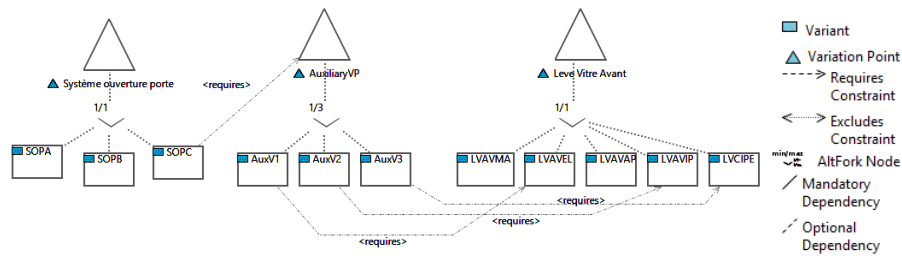 Système ouverture porte
<requires>
AuxiliaryVP
Leve Vitre Avant
1/1
1/3
1/1
SOPA
SOPB
SOPC
AuxV1
AuxV2
AuxV3
LVAVMA
LVAVEL
LVAVAP
LVAVIP
LVCIPE
<requires>
<requires>
<requires>
Variant
Variation Point
Requires
Constraint
Excludes
Constraint
min/max
AltFork Node
Mandatory
Dependency
Optional
Dependency